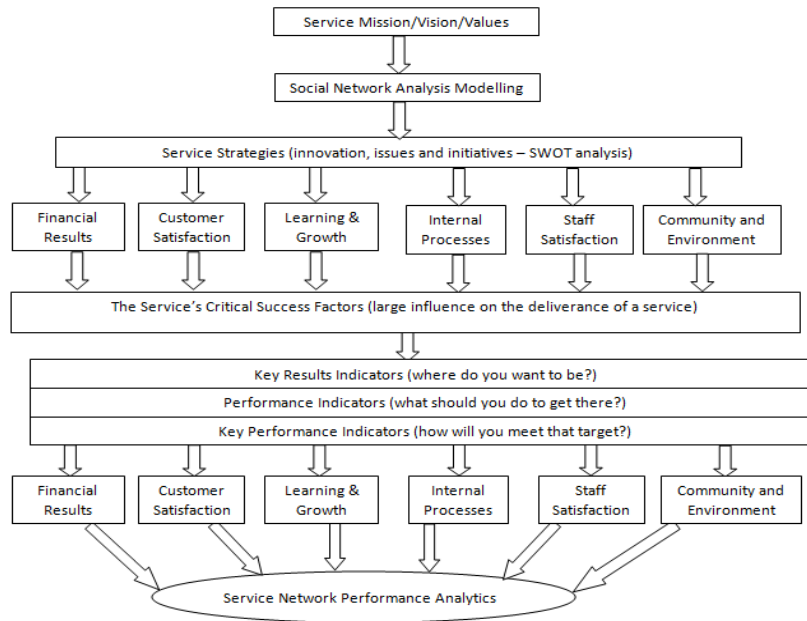 Service Mission/Vision/Values
Social Network Analysis Modelling
Service Strategies (innovation, issues and initiatives – SWOT analysis)
Financial
Results
Customer
Satisfaction
Learning &
Growth
Internal
Processes
Staff
Satisfaction
Community and
Environment
The Service's Critical Success Factors (large influence on the deliverance of a service)
Key Results Indicators (where do you want to be?)
Performance Indicators (what should you do to get there?)
Key Performance Indicators (how will you meet that target?)
Financial
Results
Customer
Satisfaction
Learning &
Growth
Internal
Processes
Staff
Satisfaction
Community and
Environment
Service Network Performance Analytics